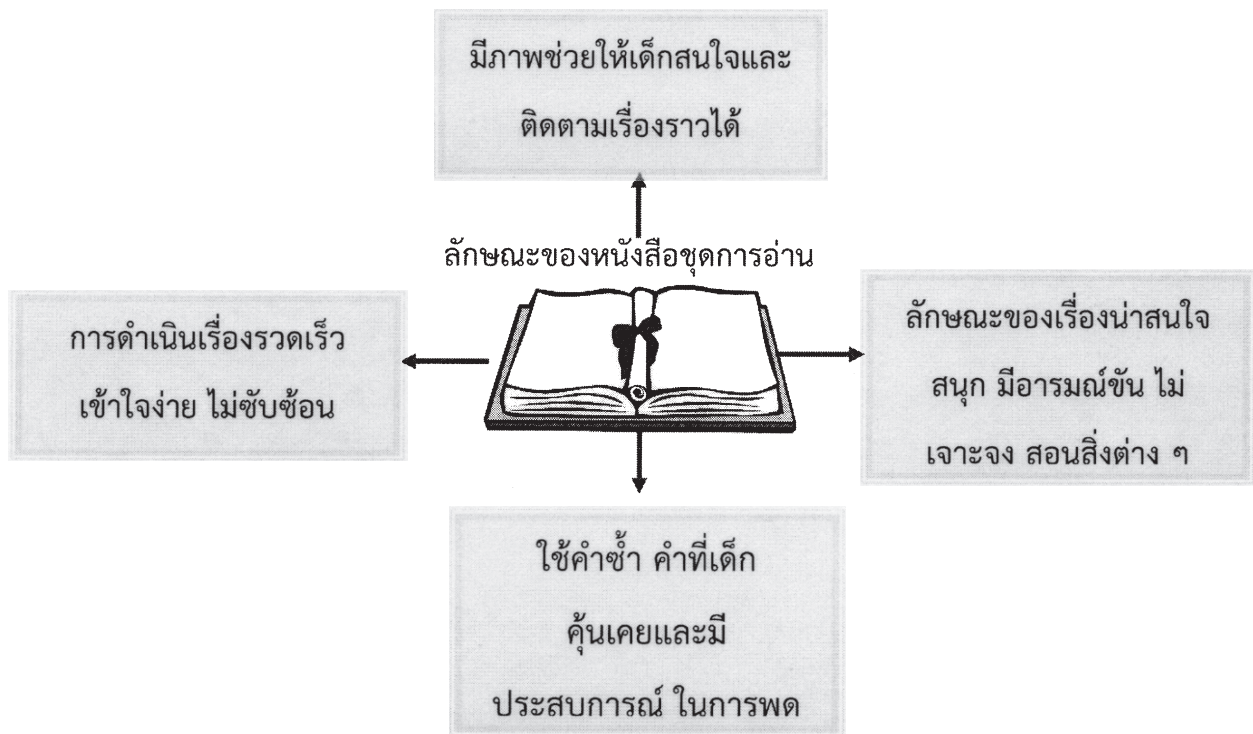 มีภาพช่วยให้เด็กสนใจและ
ติดตามเรื่องราวได้
ลักษณะของหนังสือชุดการอ่าน
การดำเนินเรื่องรวดเร็ว
เข้าใจง่าย ไม่ซับซ้อน
ลักษณะของเรื่องน่าสนใจ
สนุก มีอารมณ์ขัน ไม่
เจาะจง สอนสิ่งต่าง ๆ
ใช้คำซ้ำ คำที่เด็ก
คุ้นเคยและมี
ประสบการณ์ ในการพด